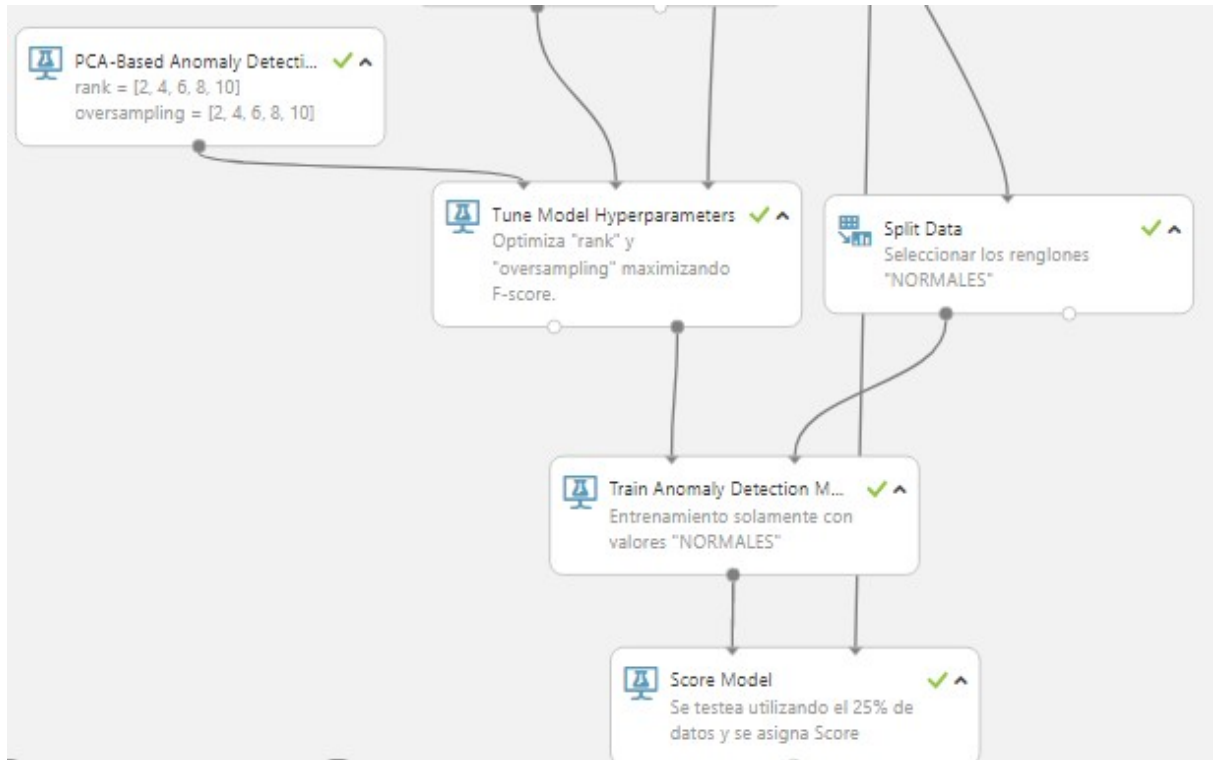 PCA-Based Anomaly Detecti...
rank = [2, 4, 6, 8, 10]
oversampling = [2, 4, 6, 8, 10]
Tune Model Hyperparameters
Optimiza "rank" y
"oversampling" maximizando
F-score.
Split Data
Seleccionar los renglones
"NORMALES"
Train Anomaly Detection M...
Entrenamiento solamente con
valores "NORMALES"
Score Model
Se testea utilizando el 25% de
datos y se asigna Score